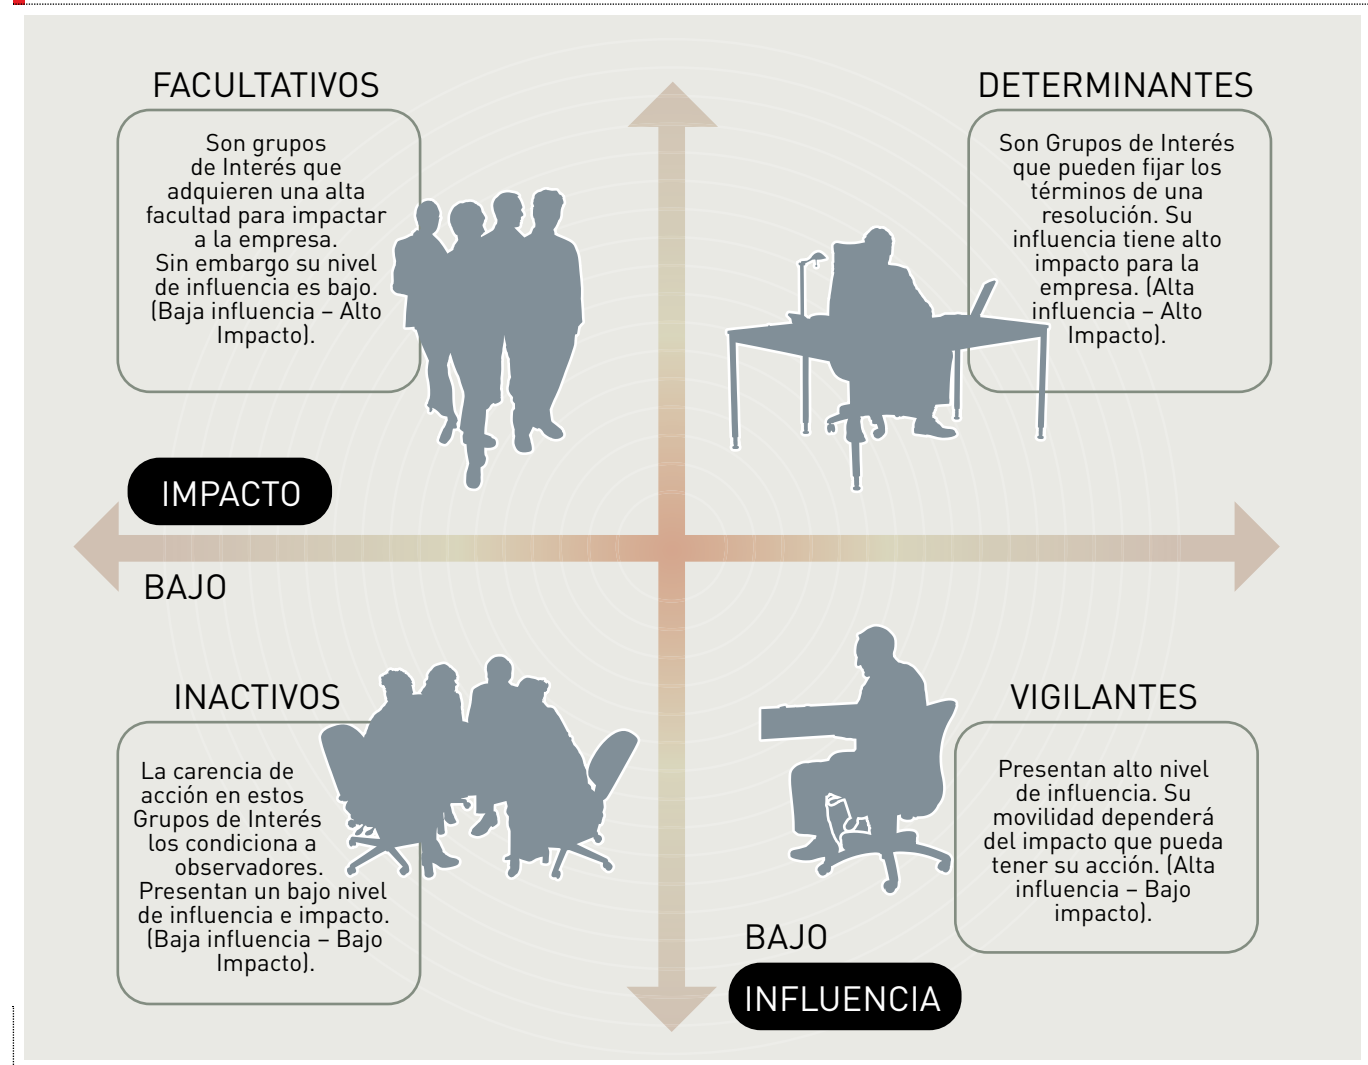 FACULTATIVOS
Son grupos
de Interés que
adquieren una alta
facultad para impactar
a la empresa.
Sin embargo su nivel
de influencia es bajo.
(Baja influencia – Alto
Impacto).
DETERMINANTES
Son Grupos de Interés
que pueden fijar los
términos de una
resolución. Su
influencia tiene alto
impacto para la
empresa. (Alta
influencia – Alto
Impacto).
IMPACTO
BAJO
INACTIVOS
La carencia de
acción en estos
Grupos de Interés
los condiciona a
observadores.
Presentan un bajo nivel
de influencia e impacto.
(Baja influencia – Bajo
Impacto).
VIGILANTES
Presentan alto nivel
de influencia. Su
movilidad dependerá
del impacto que pueda
tener su acción. (Alta
influencia – Bajo
impacto).
BAJO
INFLUENCIA